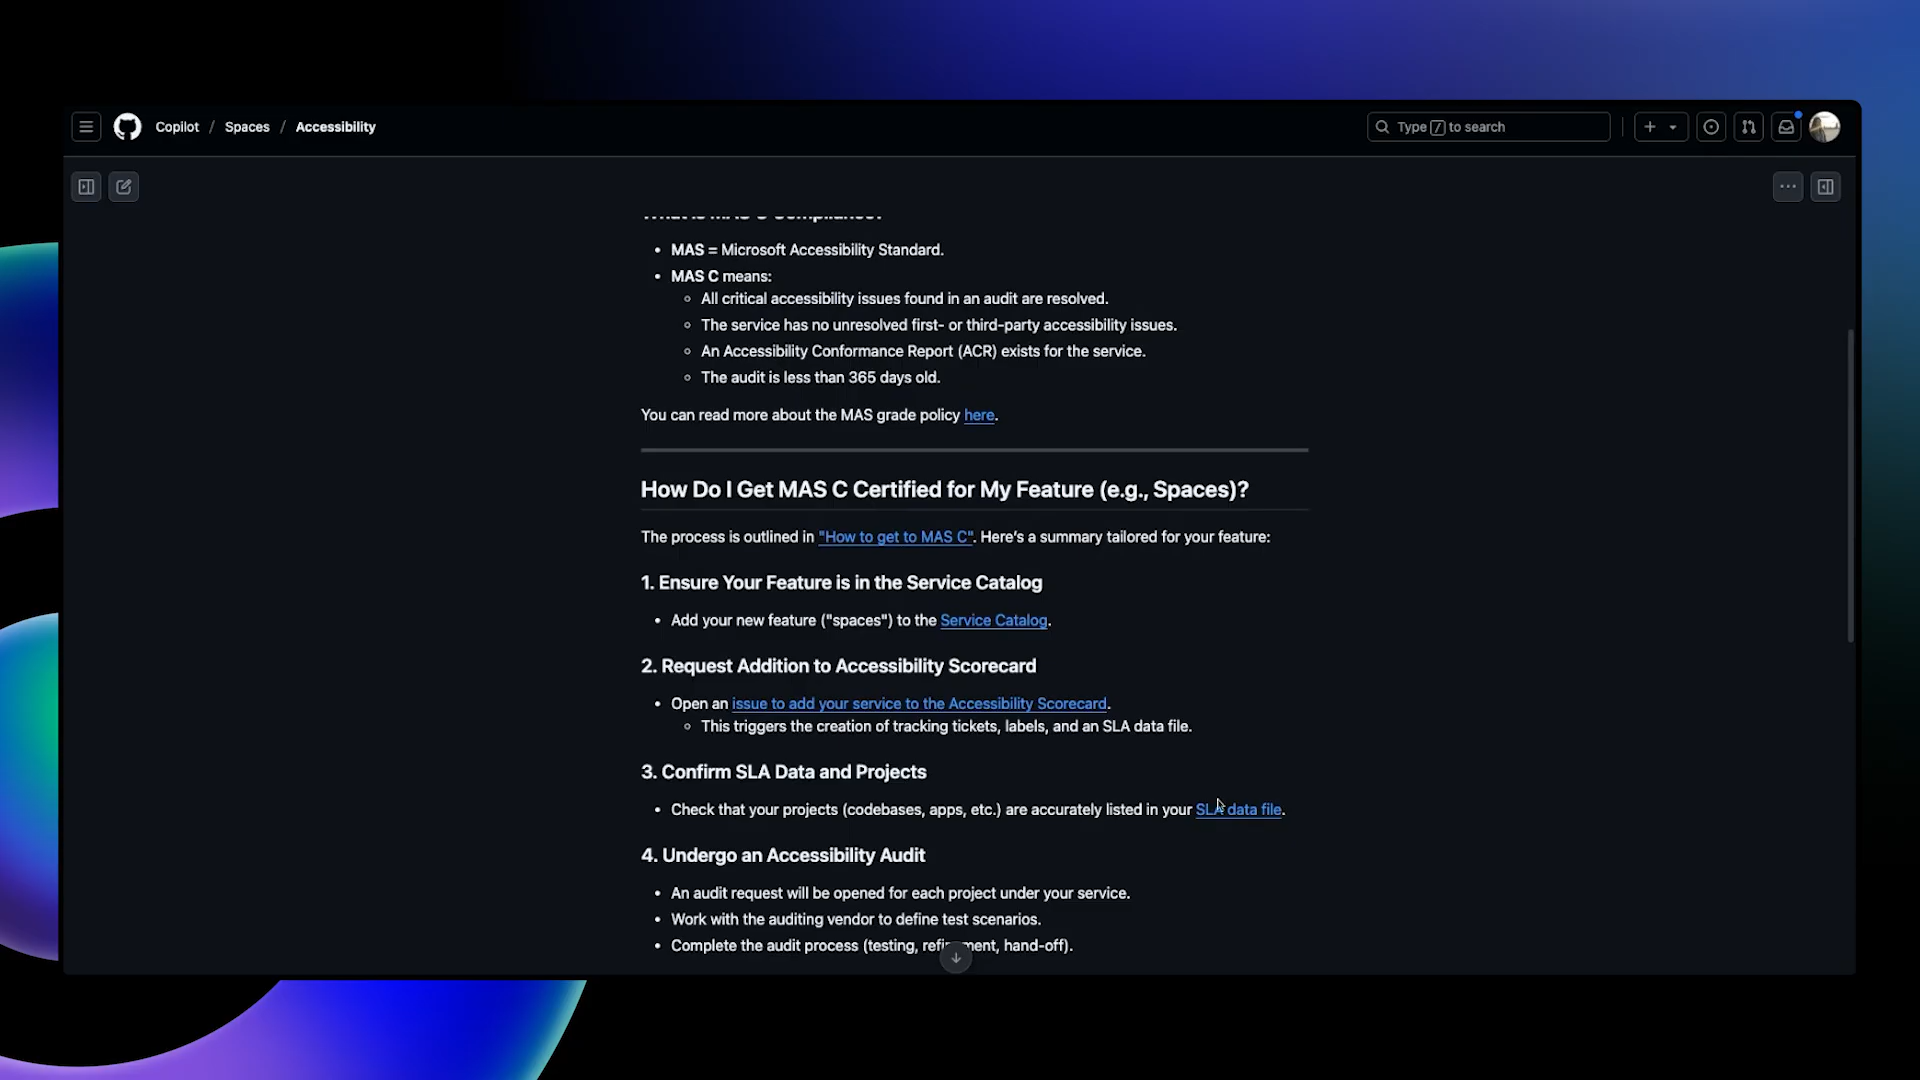 Copilot / Spaces / Accessibility
Type / to search
What is MAS C Compliance?
• MAS = Microsoft Accessibility Standard.
• MAS C means:
◦ All critical accessibility issues found in an audit are resolved.
◦ The service has no unresolved first- or third-party accessibility issues.
◦ An Accessibility Conformance Report (ACR) exists for the service.
◦ The audit is less than 365 days old.
You can read more about the MAS grade policy here.
How Do I Get MAS C Certified for My Feature (e.g., Spaces)?
The process is outlined in "How to get to MAS C". Here's a summary tailored for your feature:
1. Ensure Your Feature is in the Service Catalog
• Add your new feature ("spaces") to the Service Catalog.
2. Request Addition to Accessibility Scorecard
• Open an issue to add your service to the Accessibility Scorecard.
◦ This triggers the creation of tracking tickets, labels, and an SLA data file.
3. Confirm SLA Data and Projects
• Check that your projects (codebases, apps, etc.) are accurately listed in your SLA data file.
4. Undergo an Accessibility Audit
• An audit request will be opened for each project under your service.
• Work with the auditing vendor to define test scenarios.
• Complete the audit process (testing, refinement, hand-off).